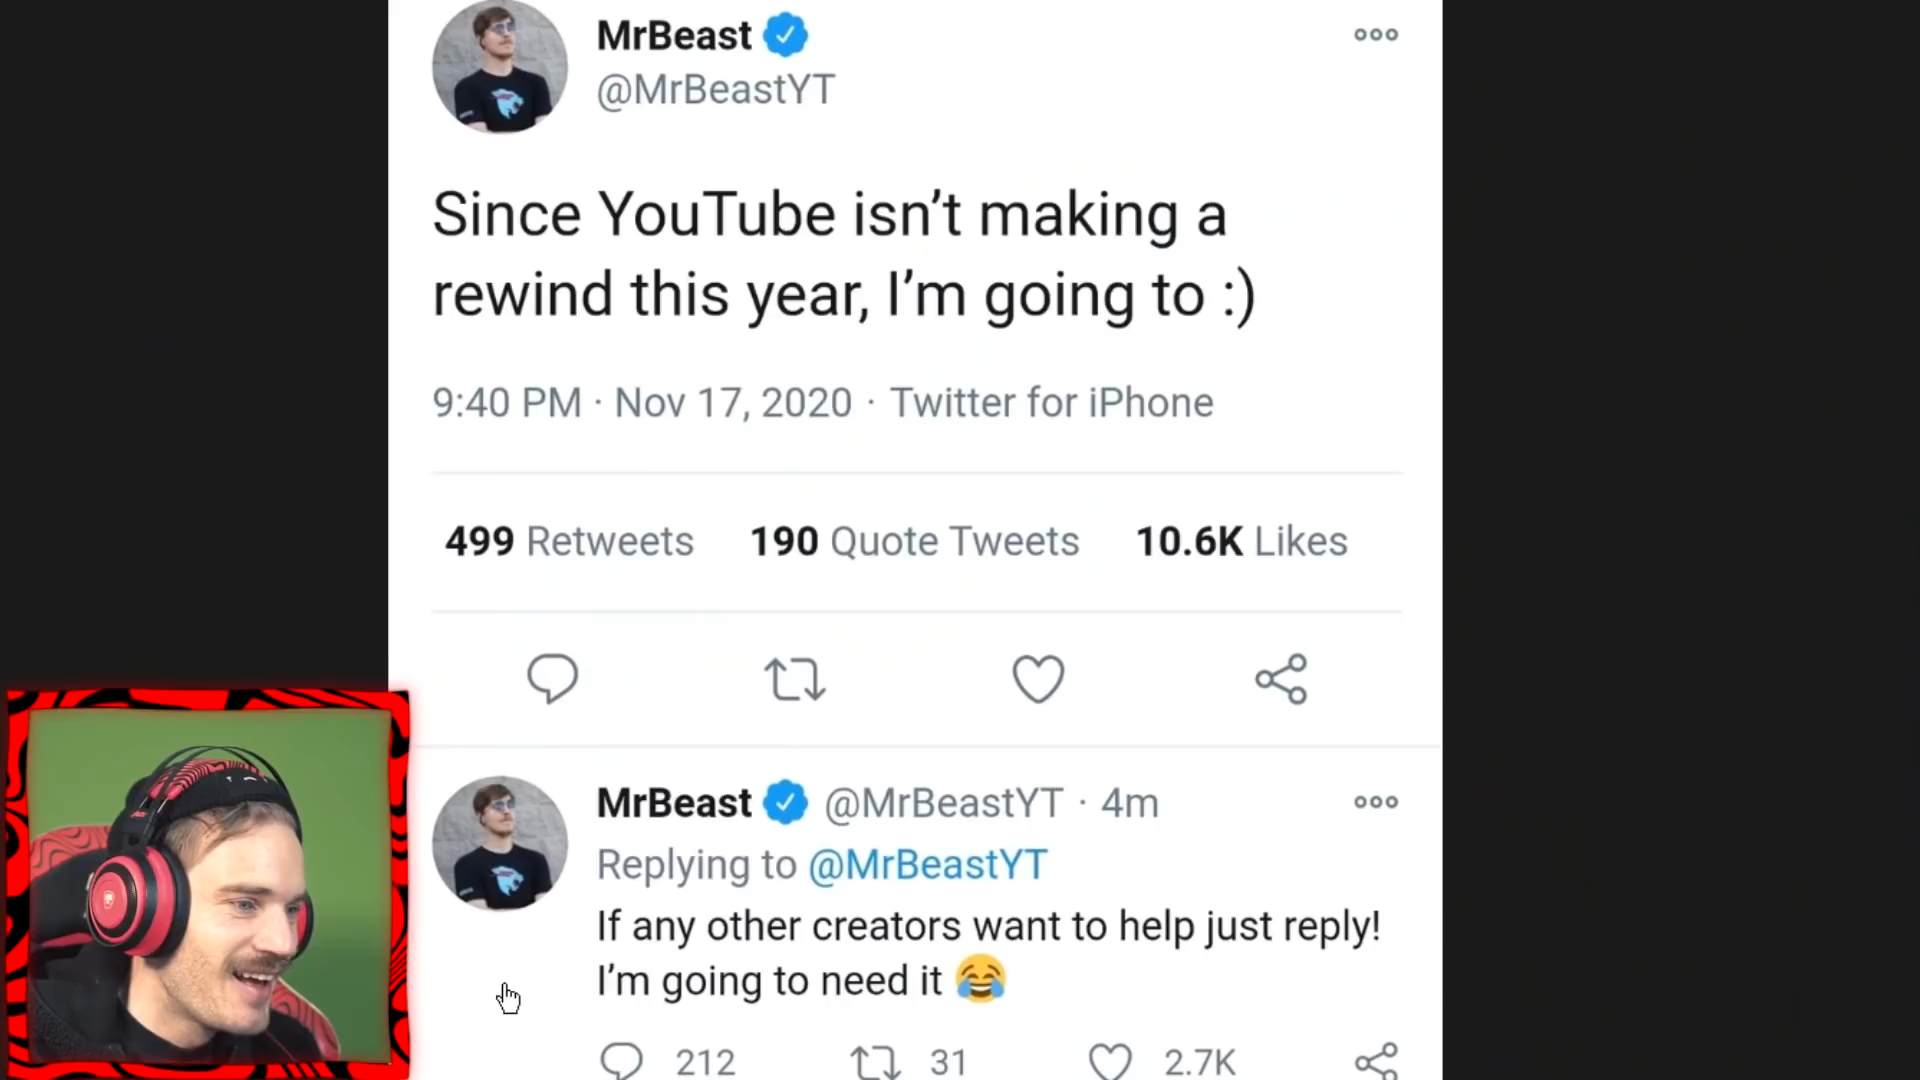 MrBeast
@MrBeastYT
Since YouTube isn’t making a
rewind this year, I’m going to :)
9:40 PM · Nov 17, 2020 · Twitter for iPhone
499 Retweets 190 Quote Tweets 10.6K Likes
MrBeast @MrBeastYT · 4m
Replying to @MrBeastYT
If any other creators want to help just reply!
I’m going to need it 😂
212 31 2.7K